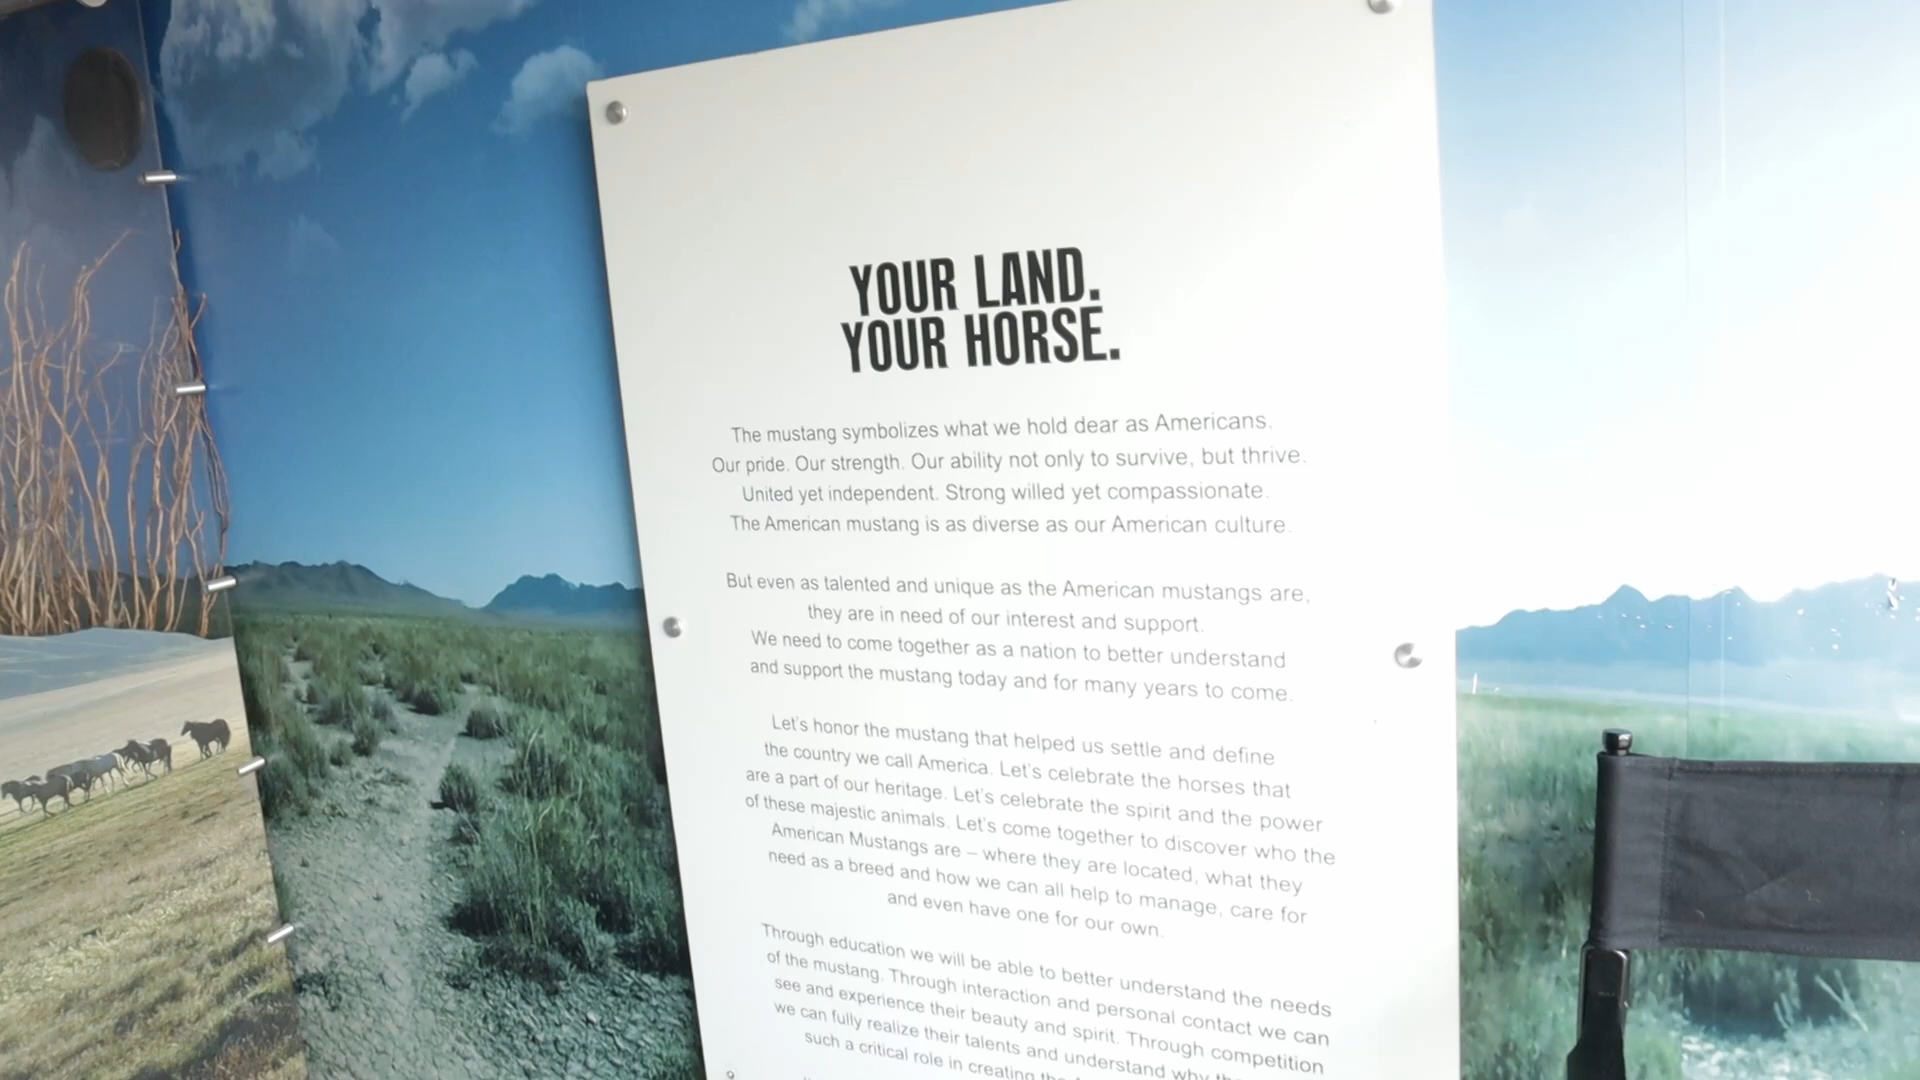 YOUR LAND.
YOUR HORSE.
The mustang symbolizes what we hold dear as Americans.
Our pride. Our strength. Our ability not only to survive, but thrive.
United yet independent. Strong willed yet compassionate.
The American mustang is as diverse as our American culture.
But even as talented and unique as the American mustangs are,
they are in need of our interest and support.
We need to come together as a nation to better understand
and support the mustang today and for many years to come.
Let's honor the mustang that helped us settle and define
the country we call America. Let's celebrate the horses that
are a part of our heritage. Let's celebrate the spirit and the power
of these majestic animals. Let's come together to discover who the
American Mustangs are – where they are located, what they
need as a breed and how we can all help to manage, care for
and even have one for our own.
Through education we will be able to better understand the needs
of the mustang. Through interaction and personal contact we can
see and experience their beauty and spirit. Through competition
we can fully realize their talents and understand why
such a critical role in creating